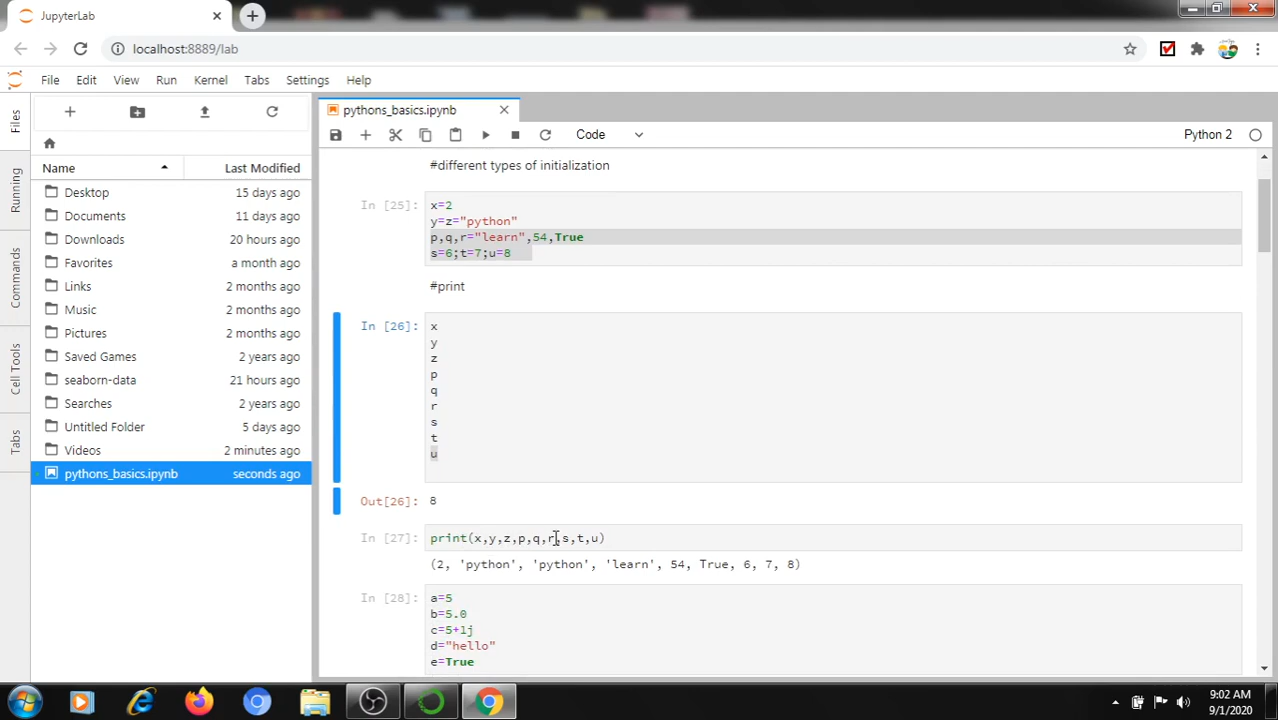 JupyterLab
localhost:8889/lab
File Edit View Run Kernel Tabs Settings Help
pythons_basics.ipynb
Code
Python 2
Files
Running
Commands
Cell Tools
Tabs
Name Last Modified
Desktop 15 days ago
Documents 11 days ago
Downloads 20 hours ago
Favorites a month ago
Links 2 months ago
Music 2 months ago
Pictures 2 months ago
Saved Games 2 years ago
seaborn-data 21 hours ago
Searches 2 years ago
Untitled Folder 5 days ago
Videos 2 minutes ago
pythons_basics.ipynb seconds ago
#different types of initialization
In [25]: x=2
y=z="python"
p,q,r="learn",54,True
s=6;t=7;u=8
#print
In [26]: x
y
z
p
q
r
s
t
u
Out[26]: 8
In [27]: print(x,y,z,p,q,r,s,t,u)
(2, 'python', 'python', 'learn', 54, True, 6, 7, 8)
In [28]: a=5
b=5.0
c=5+1j
d="hello"
e=True
9:02 AM
9/1/2020